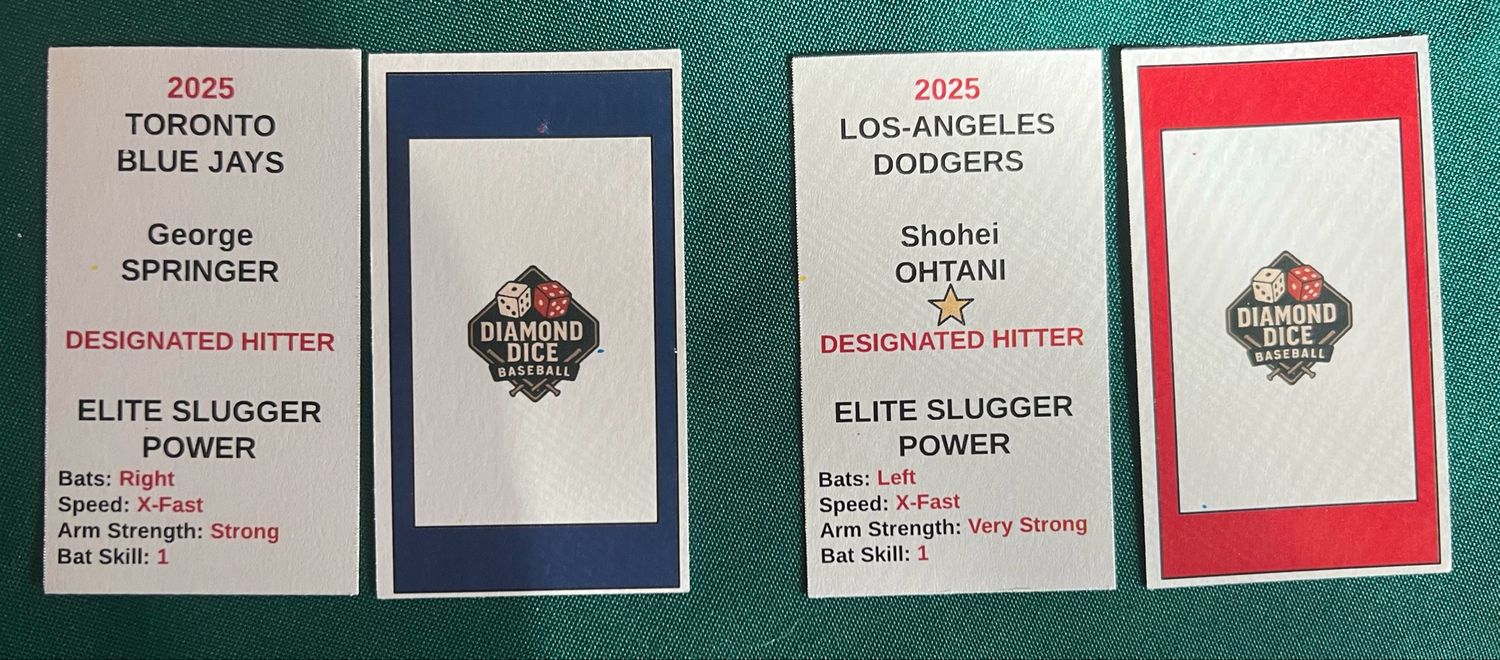 2025
TORONTO
BLUE JAYS
George
SPRINGER
DESIGNATED HITTER
ELITE SLUGGER
POWER
Bats: Right
Speed: X-Fast
Arm Strength: Strong
Bat Skill: 1
DIAMOND
DICE
BASEBALL
2025
LOS-ANGELES
DODGERS
Shohei
OHTANI
DESIGNATED HITTER
ELITE SLUGGER
POWER
Bats: Left
Speed: X-Fast
Arm Strength: Very Strong
Bat Skill: 1
DIAMOND
DICE
BASEBALL